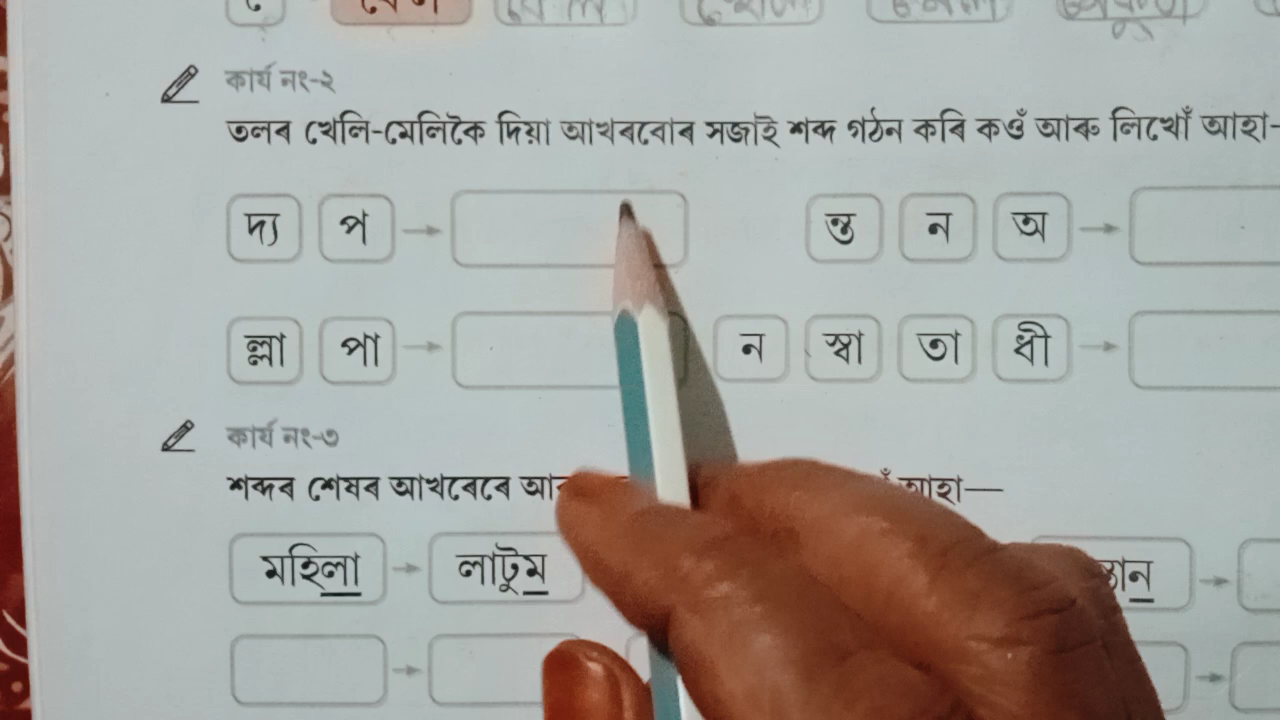 কাৰ্য নং-২
তলৰ খেলি-মেলিকৈ দিয়া আখৰবোৰ সজাই শব্দ গঠন কৰি কওঁ আৰু লিখোঁ আহা-
দ্য প → ন্তু ন অ →
ল্লা পা → ন স্বা তা ধী →
কাৰ্য নং-৩
শব্দৰ শেষৰ আখৰেৰে আহা—
মহিলা → লাটুম →